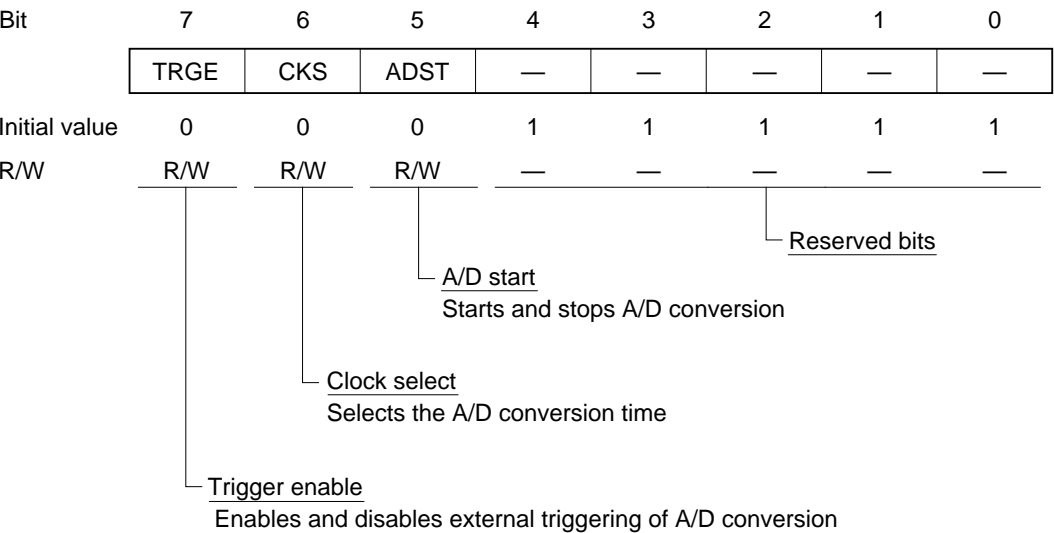 Bit 7 6 5 4 3 2 1 0
TRGE CKS ADST — — — — —
Initial value 0 0 0 1 1 1 1 1
R/W R/W R/W R/W — — — — —
Reserved bits
A/D start
Starts and stops A/D conversion
Clock select
Selects the A/D conversion time
Trigger enable
Enables and disables external triggering of A/D conversion